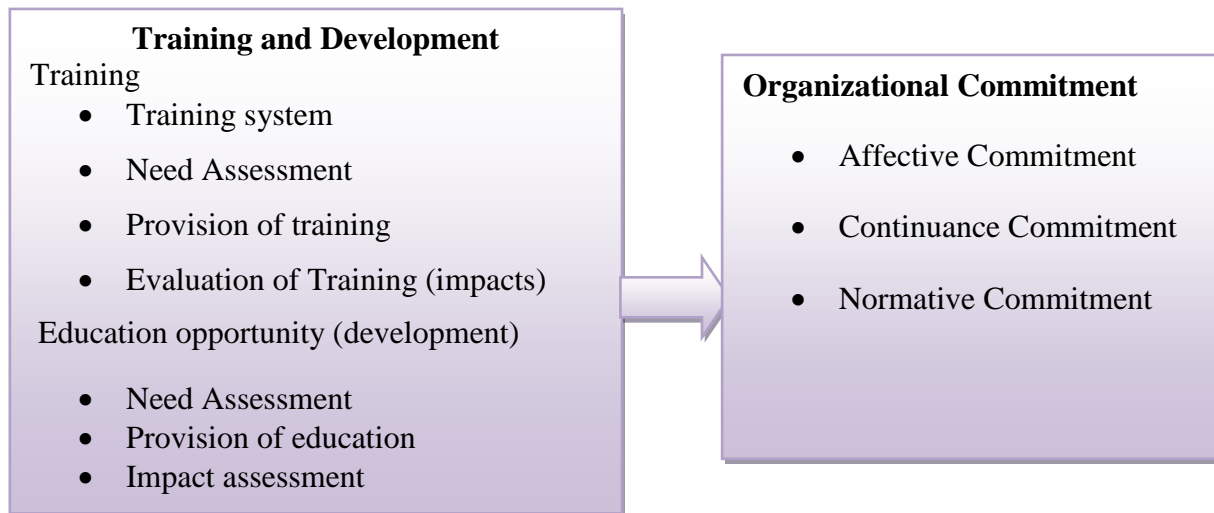 Training and Development
Training
• Training system
• Need Assessment
• Provision of training
• Evaluation of Training (impacts)
Education opportunity (development)
• Need Assessment
• Provision of education
• Impact assessment
Organizational Commitment
• Affective Commitment
• Continuance Commitment
• Normative Commitment